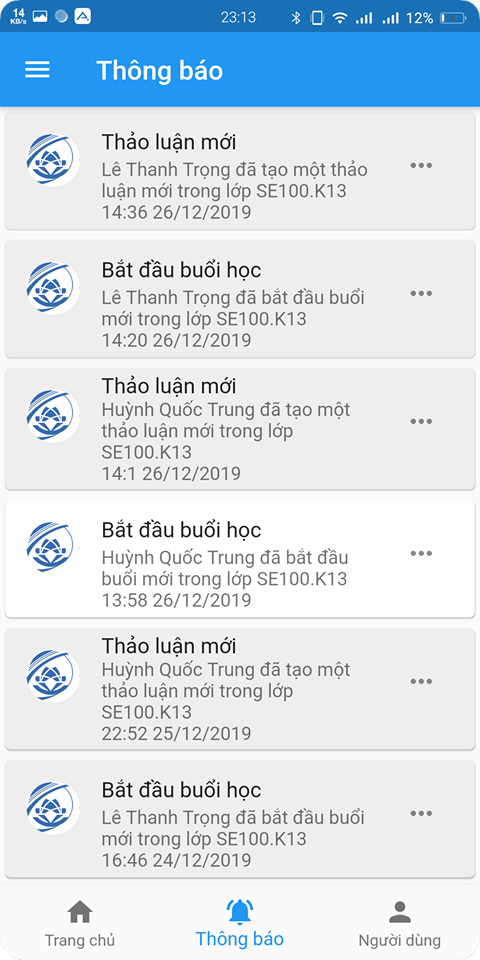 14
KB/s
23:13
12%
Thông báo
Thảo luận mới
Lê Thanh Trọng đã tạo một thảo
luận mới trong lớp SE100.K13
14:36 26/12/2019
Bắt đầu buổi học
Lê Thanh Trọng đã bắt đầu buổi
mới trong lớp SE100.K13
14:20 26/12/2019
Thảo luận mới
Huỳnh Quốc Trung đã tạo một
thảo luận mới trong lớp
SE100.K13
14:1 26/12/2019
Bắt đầu buổi học
Huỳnh Quốc Trung đã bắt đầu
buổi mới trong lớp SE100.K13
13:58 26/12/2019
Thảo luận mới
Huỳnh Quốc Trung đã tạo một
thảo luận mới trong lớp
SE100.K13
22:52 25/12/2019
Bắt đầu buổi học
Lê Thanh Trọng đã bắt đầu buổi
mới trong lớp SE100.K13
16:46 24/12/2019
Trang chủ
Thông báo
Người dùng